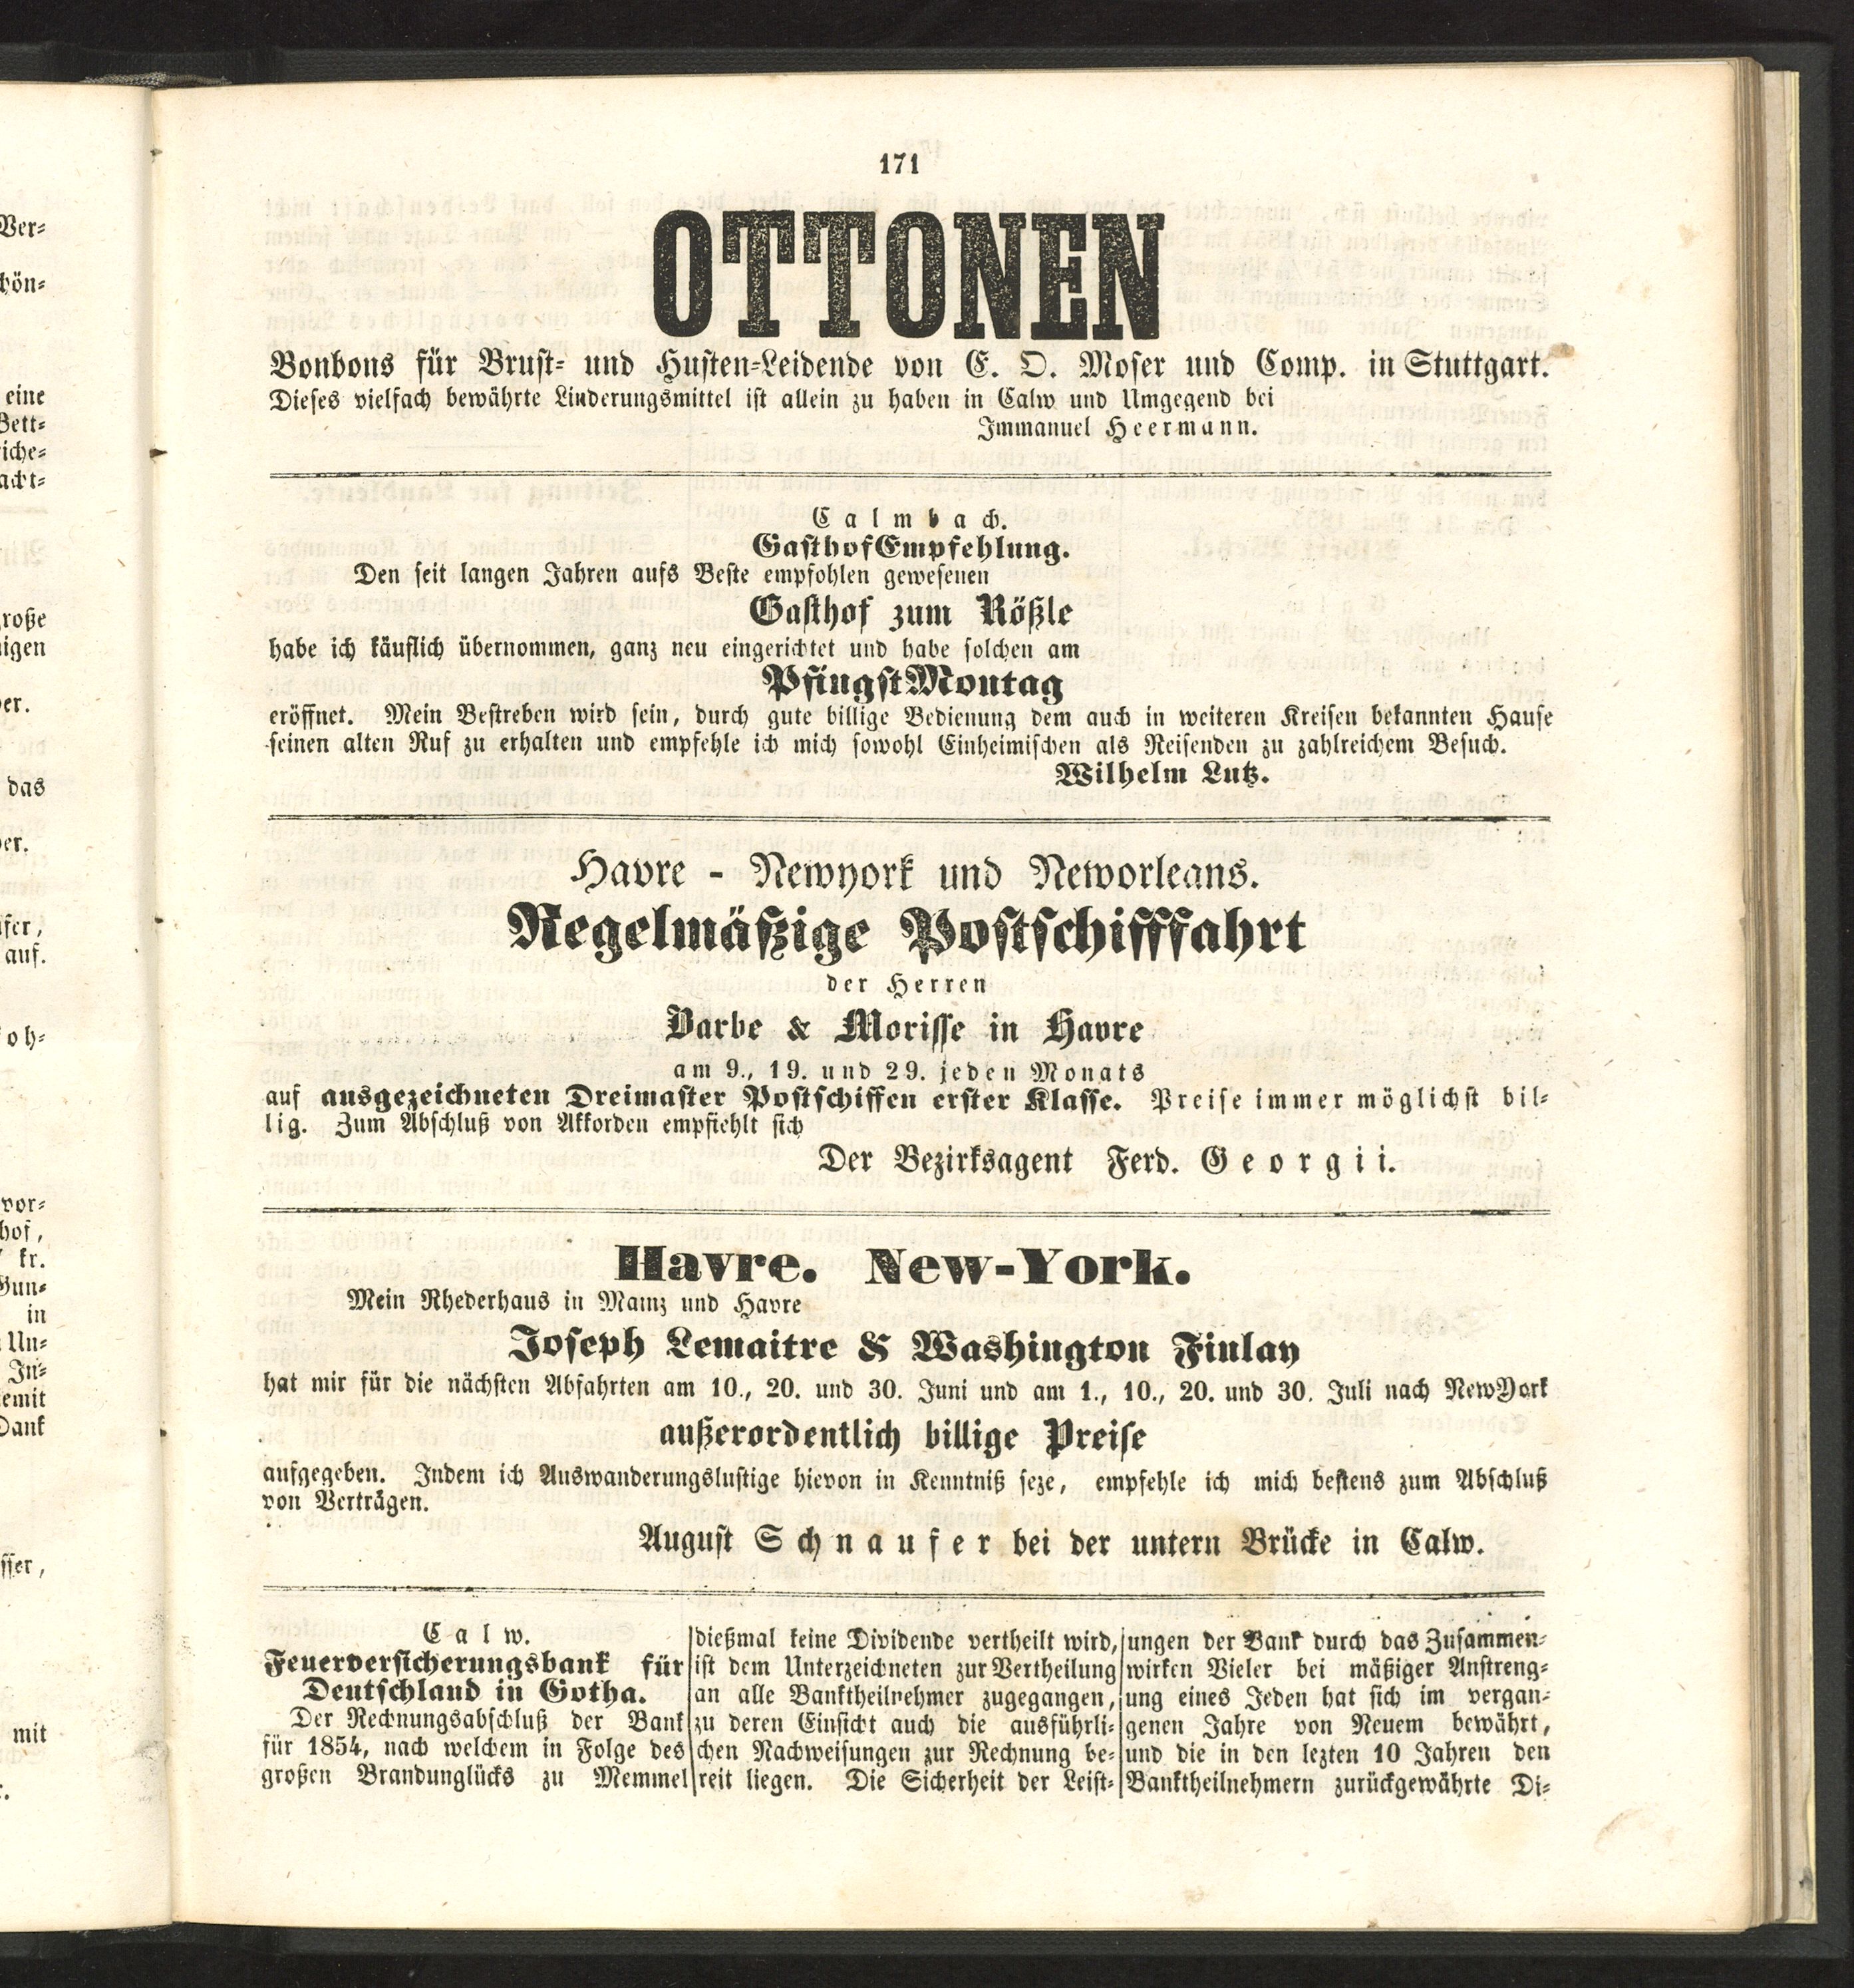 171
OTTONEN
Bonbons für Brust- und Husten-Leidende von E. O. Moser und Comp. in Stuttgart.
Dieses vielfach bewährte Linderungsmittel ist allein zu haben in Calw und Umgegend bei
Immanuel Heermann.
Calmbach.
GasthofEmpfehlung.
Den seit langen Jahren aufs Beste empfohlen gewesenen
Gasthof zum Rößle
habe ich käuflich übernommen, ganz neu eingerichtet und habe solchen am
PfingstMontag
eröffnet. Mein Bestreben wird sein, durch gute billige Bedienung dem auch in weiteren Kreisen bekannten Hause
seinen alten Ruf zu erhalten und empfehle ich mich sowohl Einheimischen als Reisenden zu zahlreichem Besuch.
Wilhelm Lutz.
Havre - Newyork und Neworleans.
Regelmäßige Postschifffahrt
der Herren
Barbe & Morisse in Havre
am 9., 19. und 29. jeden Monats
auf ausgezeichneten Dreimaster Postschiffen erster Klasse. Preise immer möglichst bil-
lig. Zum Abschluß von Akkorden empfiehlt sich
Der Bezirksagent Ferd. Georgii.
Havre. New-York.
Mein Rhederhaus in Mainz und Havre
Joseph Lemaitre & Washington Finlay
hat mir für die nächsten Abfahrten am 10., 20. und 30. Juni und am 1., 10., 20. und 30. Juli nach NewYork
außerordentlich billige Preise
aufgegeben. Indem ich Auswanderungslustige hievon in Kenntniß seze, empfehle ich mich bestens zum Abschluß
von Verträgen.
August Schnaufer bei der untern Brücke in Calw.
Calw.
Feuerversicherungsbank für
Deutschland in Gotha.
Der Rechnungsabschluß der Bank
für 1854, nach welchem in Folge des
großen Brandunglücks zu Memmel
dießmal keine Dividende vertheilt wird,
ist dem Unterzeichneten zur Vertheilung
an alle Banktheilnehmer zugegangen,
zu deren Einsicht auch die ausführli-
chen Nachweisungen zur Rechnung be-
reit liegen. Die Sicherheit der Leist-
ungen der Bank durch das Zusammen-
wirken Vieler bei mäßiger Anstreng-
ung eines Jeden hat sich im vergan-
genen Jahre von Neuem bewährt,
und die in den lezten 10 Jahren den
Banktheilnehmern zurückgewährte Di-